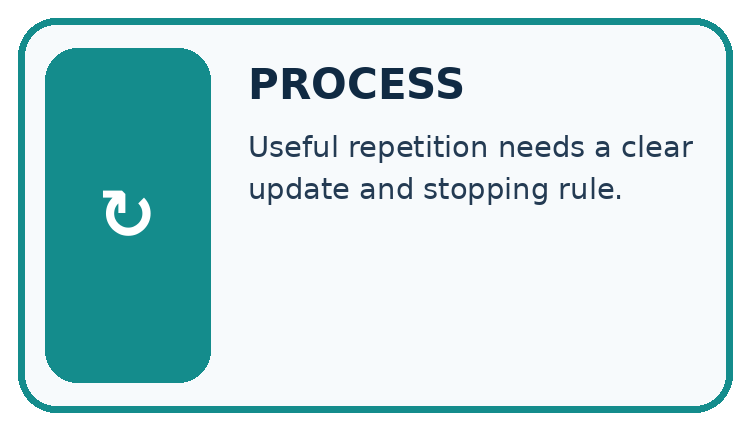 ↻
PROCESS
Useful repetition needs a clear
update and stopping rule.